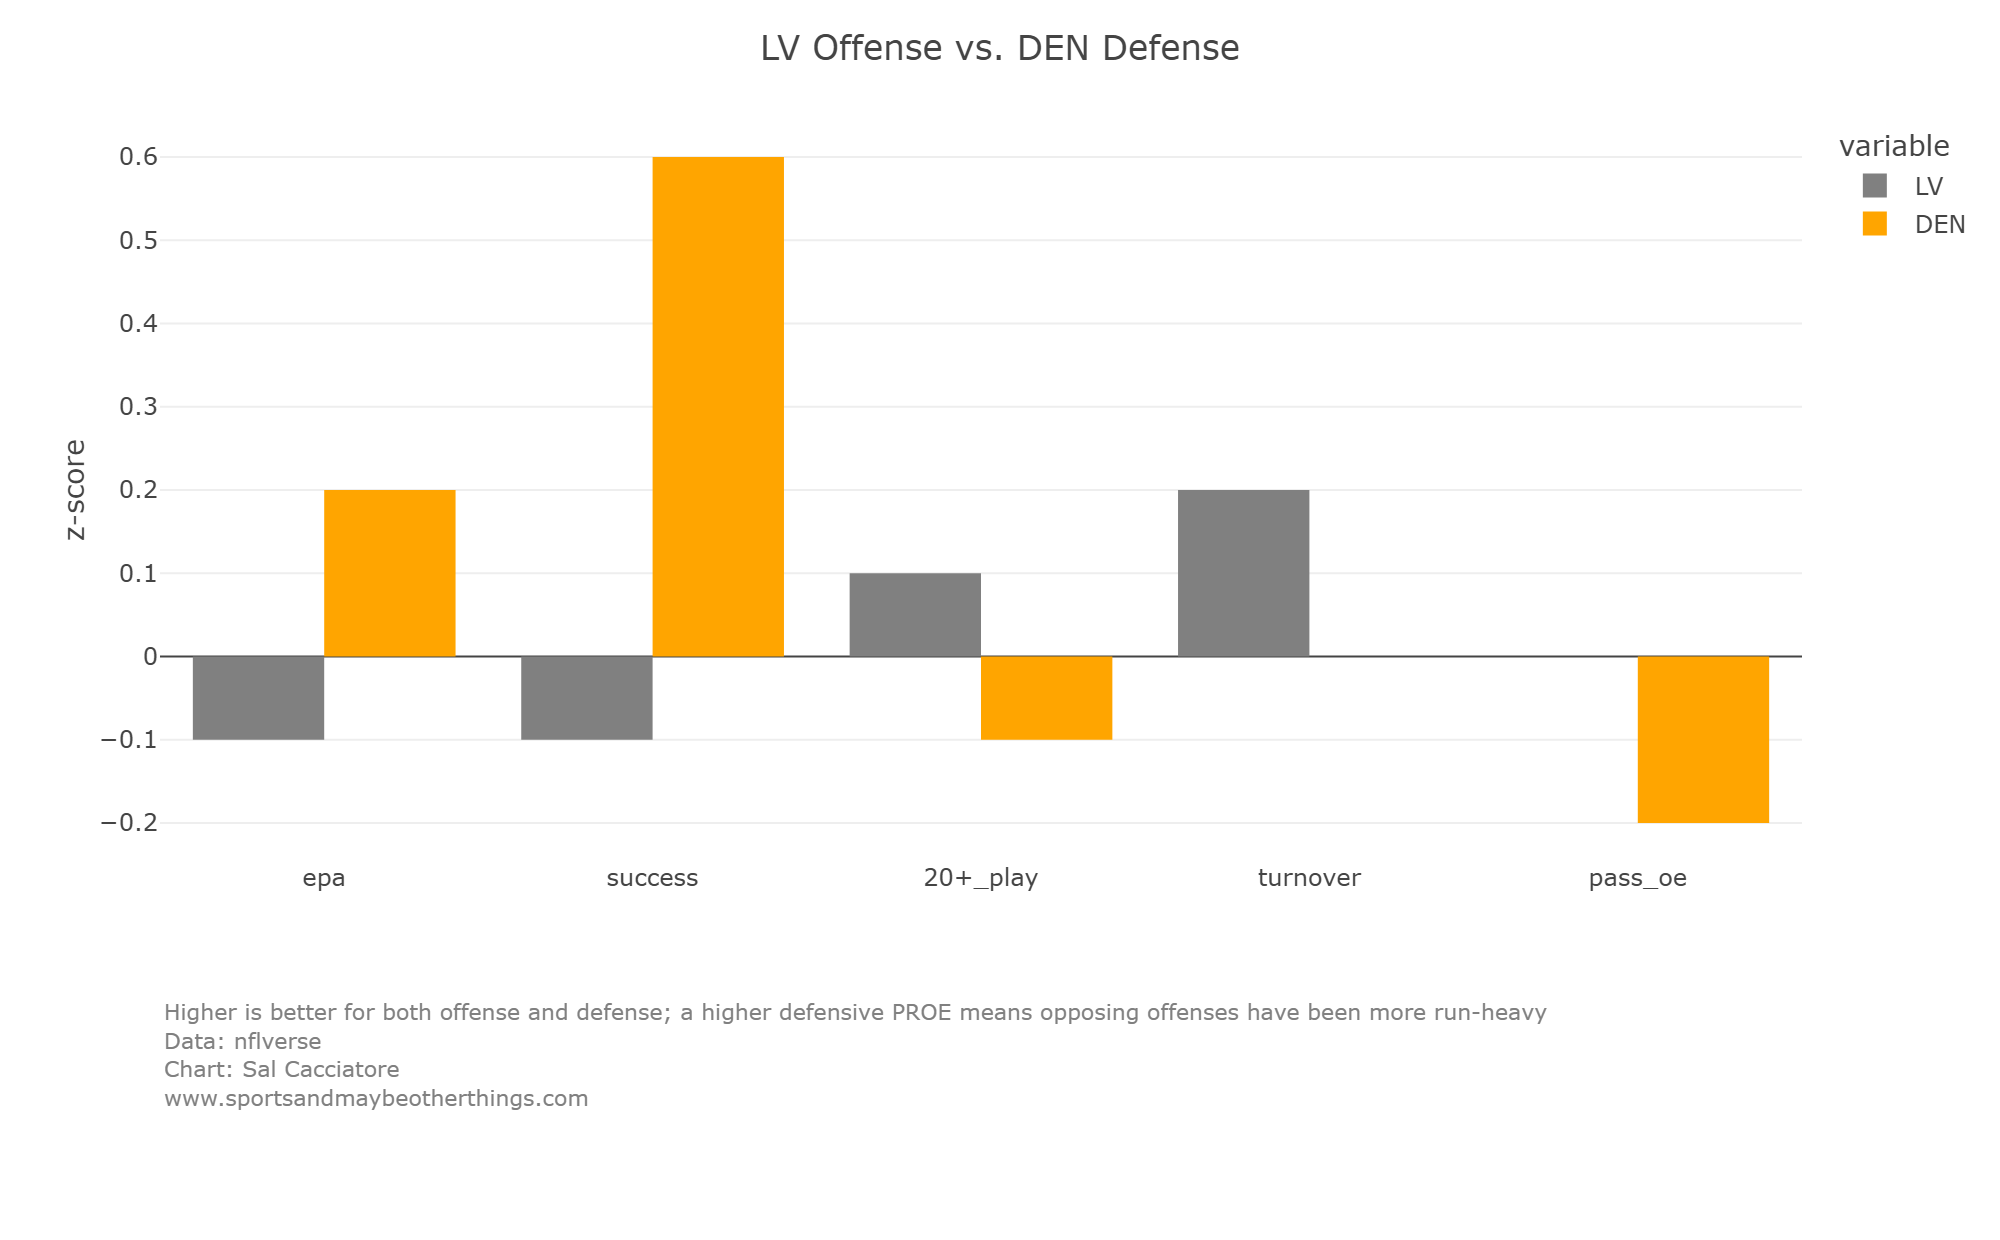 LV Offense vs. DEN Defense
variable
LV
DEN
z-score
0.6
0.5
0.4
0.3
0.2
0.1
0
−0.1
−0.2
epa
success
20+_play
turnover
pass_oe
Higher is better for both offense and defense; a higher defensive PROE means opposing offenses have been more run-heavy
Data: nflverse
Chart: Sal Cacciatore
www.sportsandmaybeotherthings.com